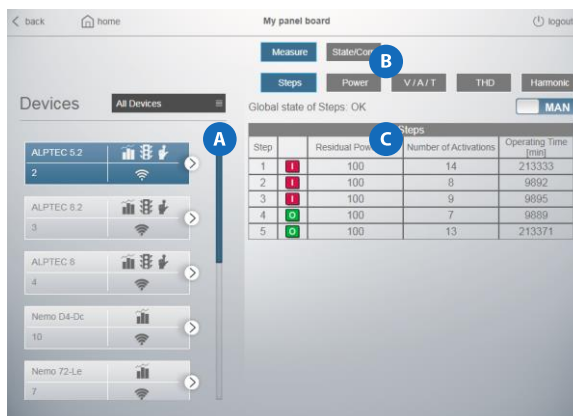 back home My panel board logout
Measure State/Con B
Steps Power V/A/T THD Harmonic
Devices All Devices
Global state of Steps: OK MAN
A
Steps
C
Step Residual Pow Number of Activations Operating Time
[min]
1 I 100 14 213333
2 I 100 8 9892
3 I 100 9 9895
4 O 100 7 9889
5 O 100 13 213371
ALPTEC 5.2
2
ALPTEC 8.2
3
ALPTEC 8
4
Nemo D4-Dc
10
Nemo 72-Le
7